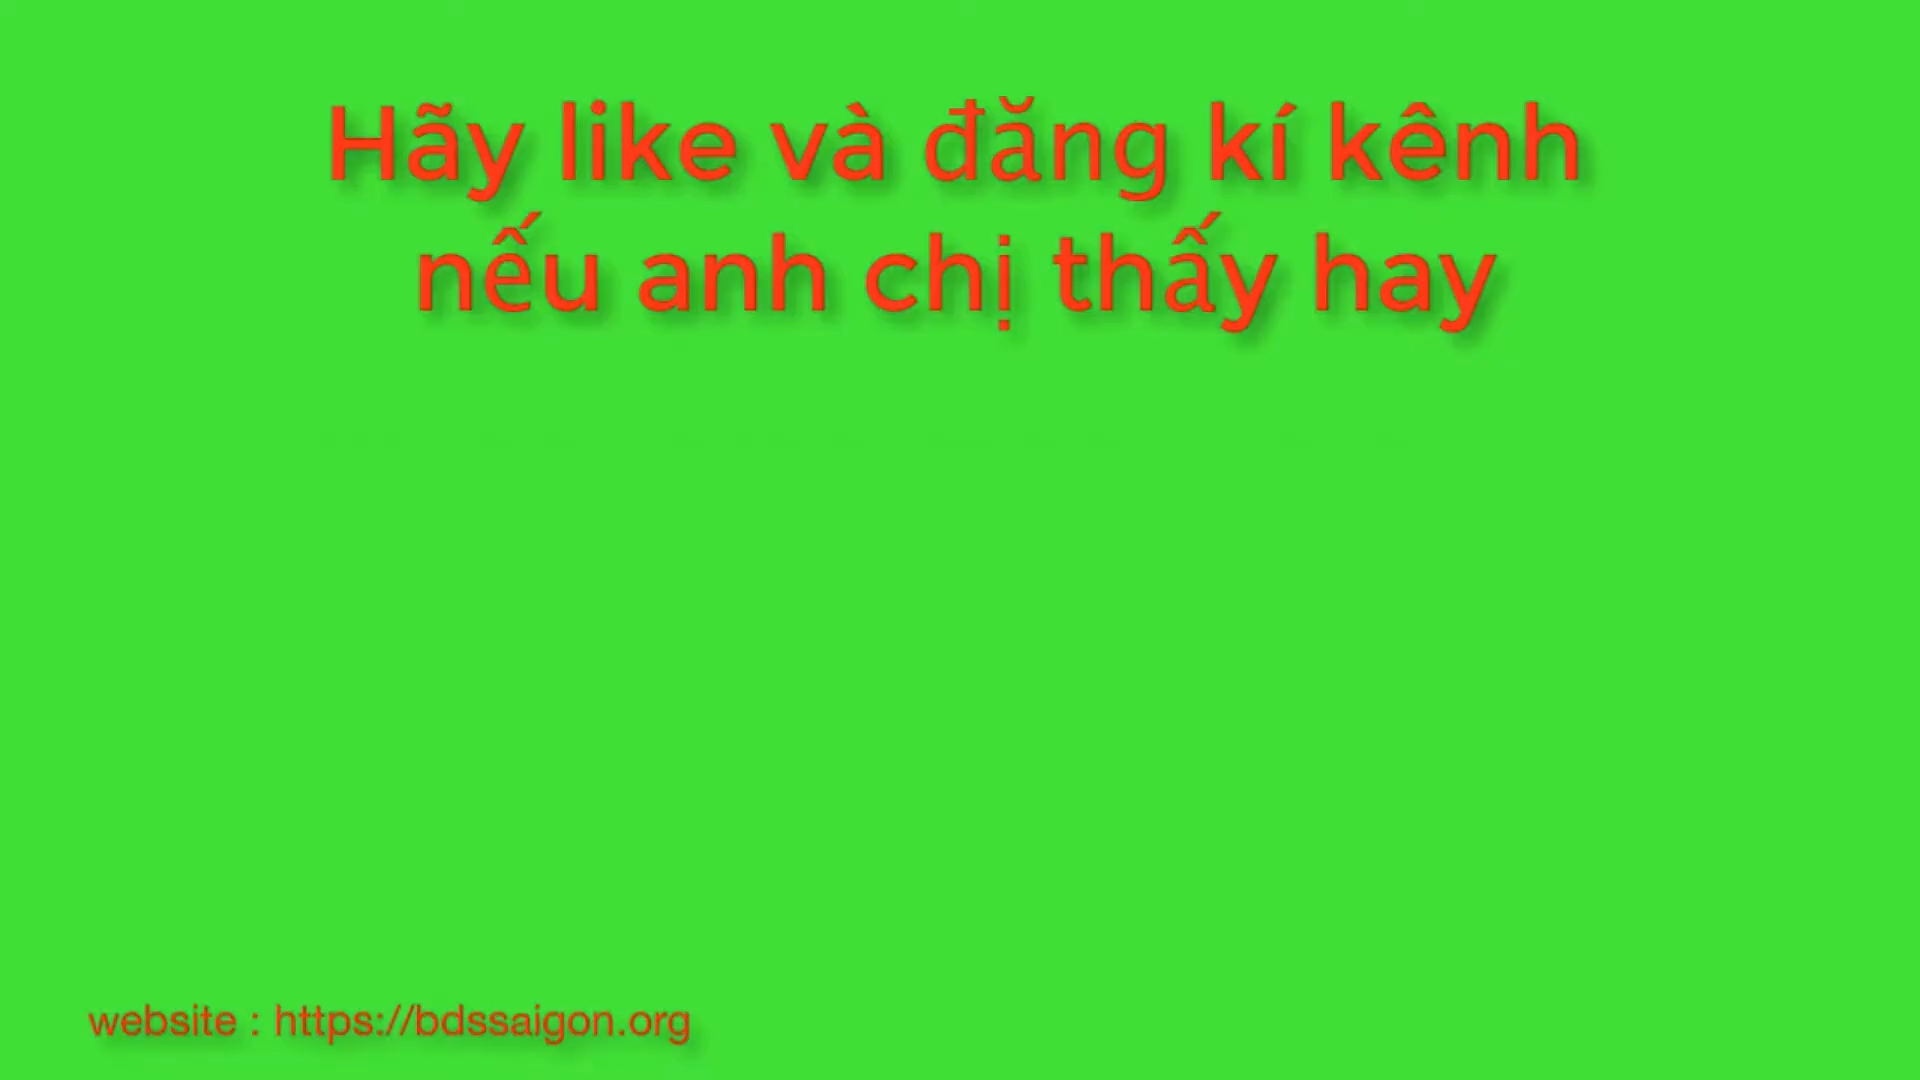 Hãy like và đăng kí kênh
nếu anh chị thấy hay
website : https://bdssaigon.org